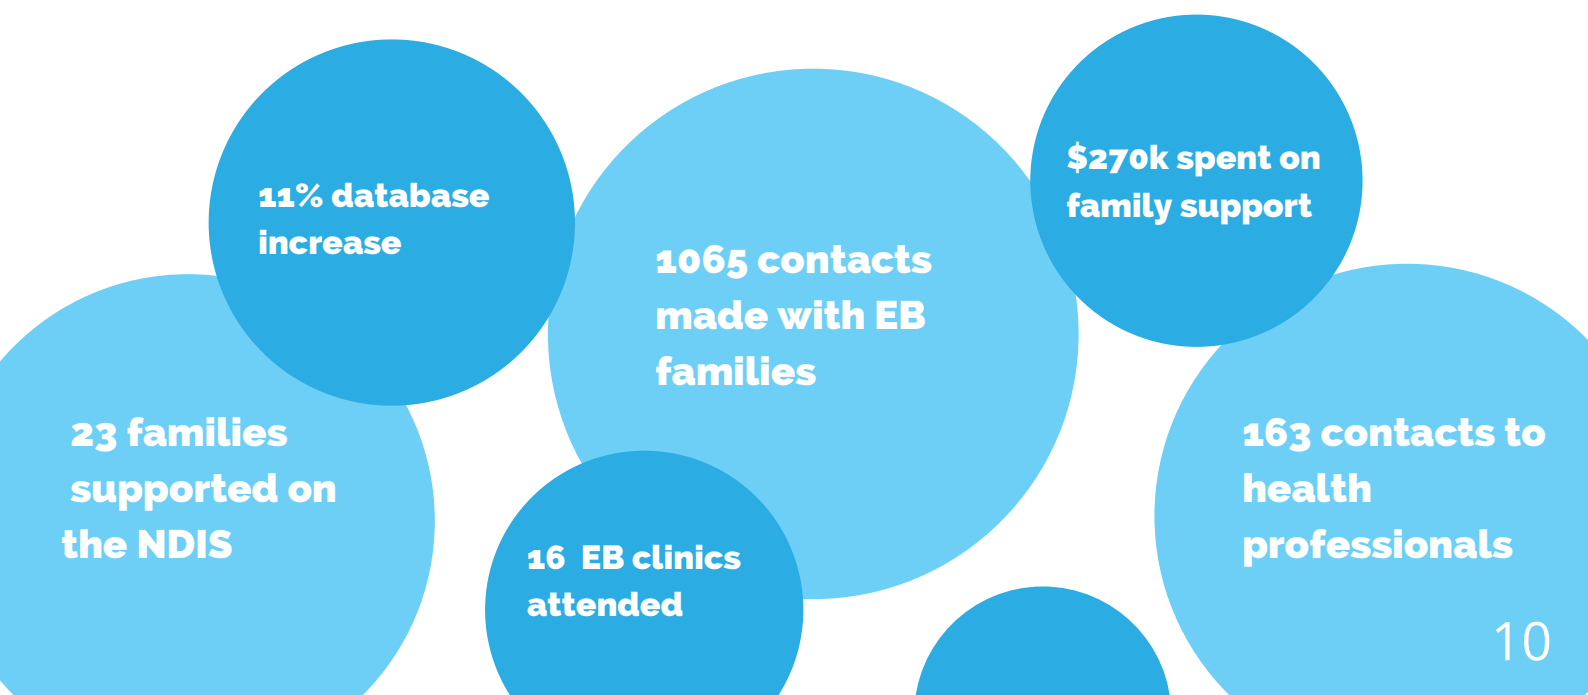 11% database
increase
1065 contacts
made with EB
families
$270k spent on
family support
23 families
supported on
the NDIS
16 EB clinics
attended
163 contacts to
health
professionals
10